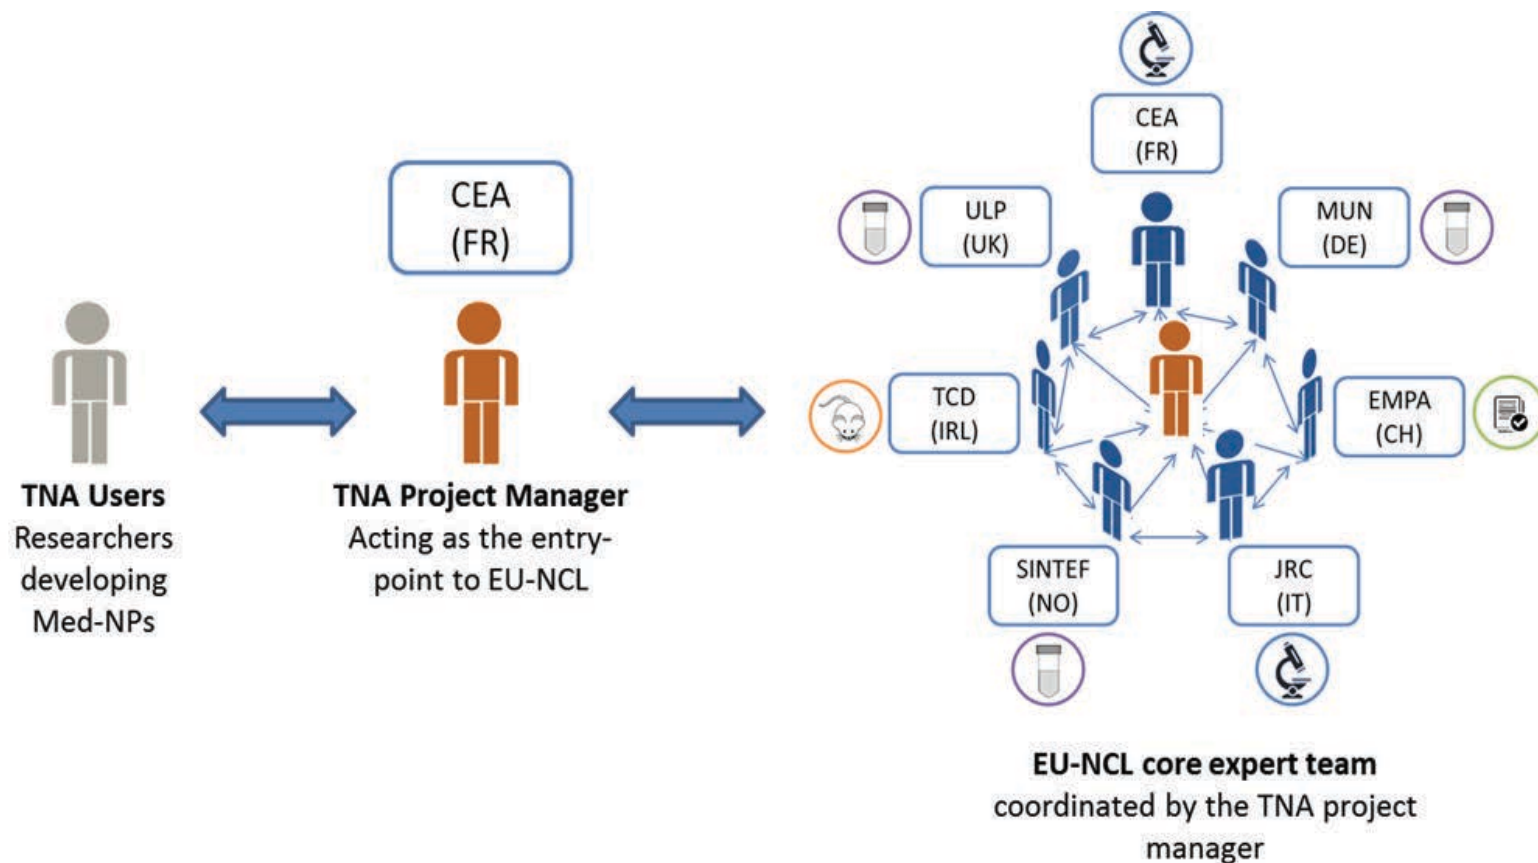 CEA
(FR)
TNA Users
Researchers
developing
Med-NPs
TNA Project Manager
Acting as the entry-
point to EU-NCL
CEA
(FR)
ULP
(UK)
MUN
(DE)
TCD
(IRL)
EMPA
(CH)
SINTEF
(NO)
JRC
(IT)
EU-NCL core expert team
coordinated by the TNA project
manager